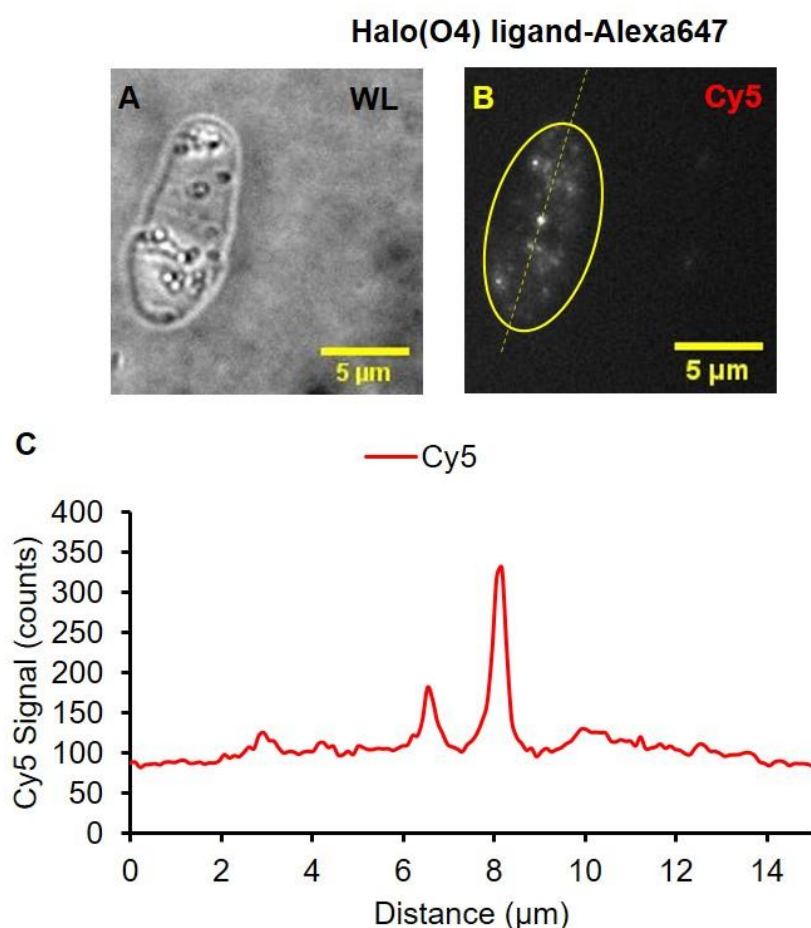 Halo(O4) ligand-Alexa647
A WL
B Cy5
5 µm
5 µm
C
Cy5
400
350
300
250
200
150
100
50
0
0 2 4 6 8 10 12 14
Cy5 Signal (counts)
Distance (µm)